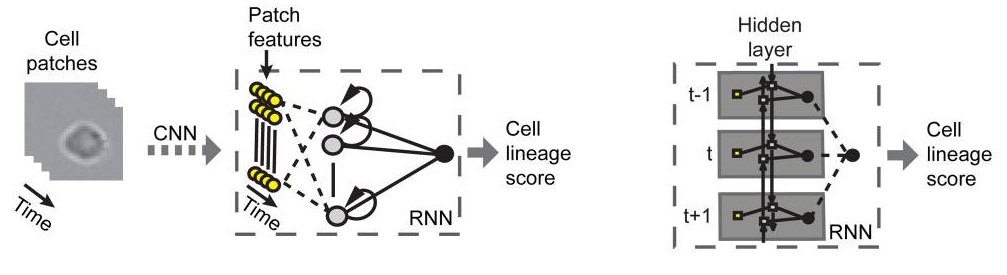 Cell
patches
Time
CNN
Patch
features
Time
RNN
Cell
lineage
score
Hidden
layer
t-1
t
t+1
RNN
Cell
lineage
score